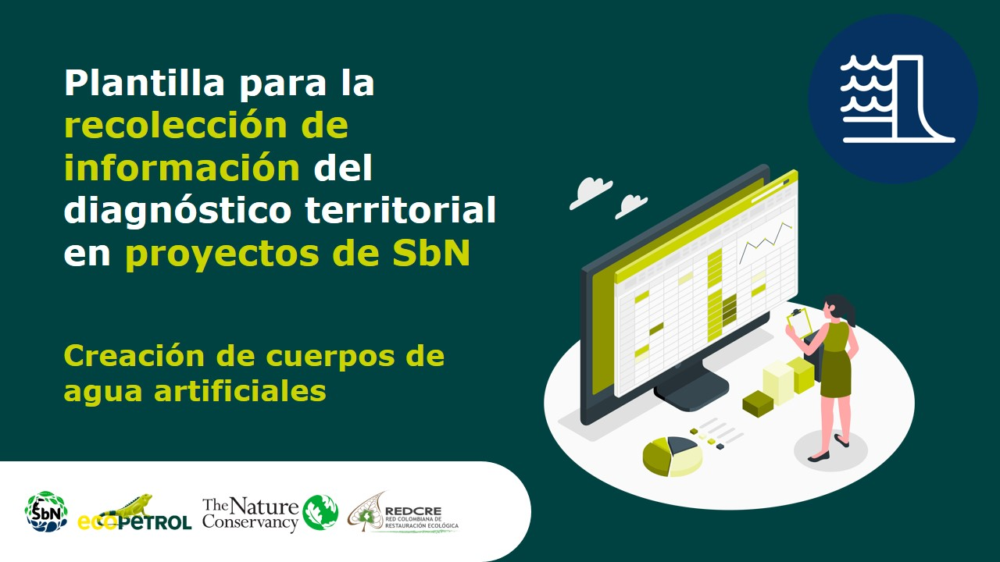 Plantilla para la
recolección de
información del
diagnóstico territorial
en proyectos de SbN
Creación de cuerpos de
agua artificiales
SbN
ecoPETROL
The Nature
Conservancy
REDCRE
RED COLOMBIANA DE
RESTAURACIÓN ECOLÓGICA